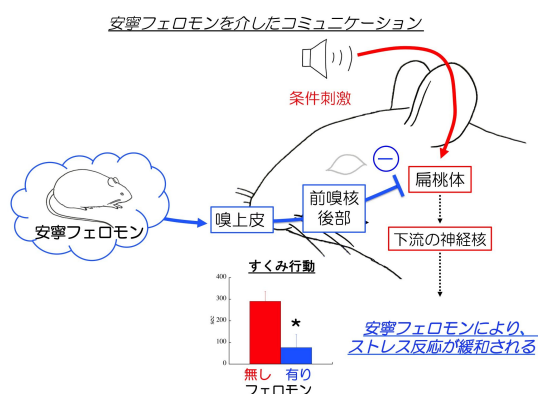 安寧フェロモンを介したコミュニケーション
条件刺激
扁桃体
前嗅核
後部
嗅上皮
安寧フェロモン
下流の神経核
すくみ行動
400
300
200
100
0
sec
*
無し 有り
フェロモン
安寧フェロモンにより、
ストレス反応が緩和される